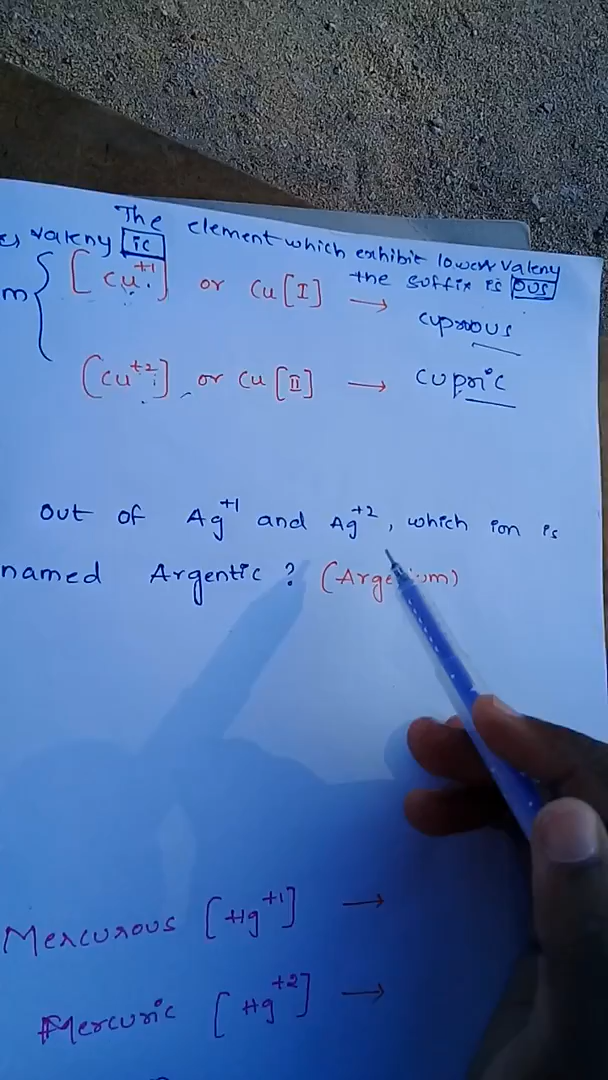 The element which exhibit lower valeny
valeny ic
the suffix is ous
m
[Cu+1] or Cu[I] → cuprous
(Cu+2] or Cu[II] → cupric
out of Ag+1 and Ag+2, which ion is
named Argentic ? (Argenium)
Mercurous [Hg+1] →
Mercuric [Hg+2] →